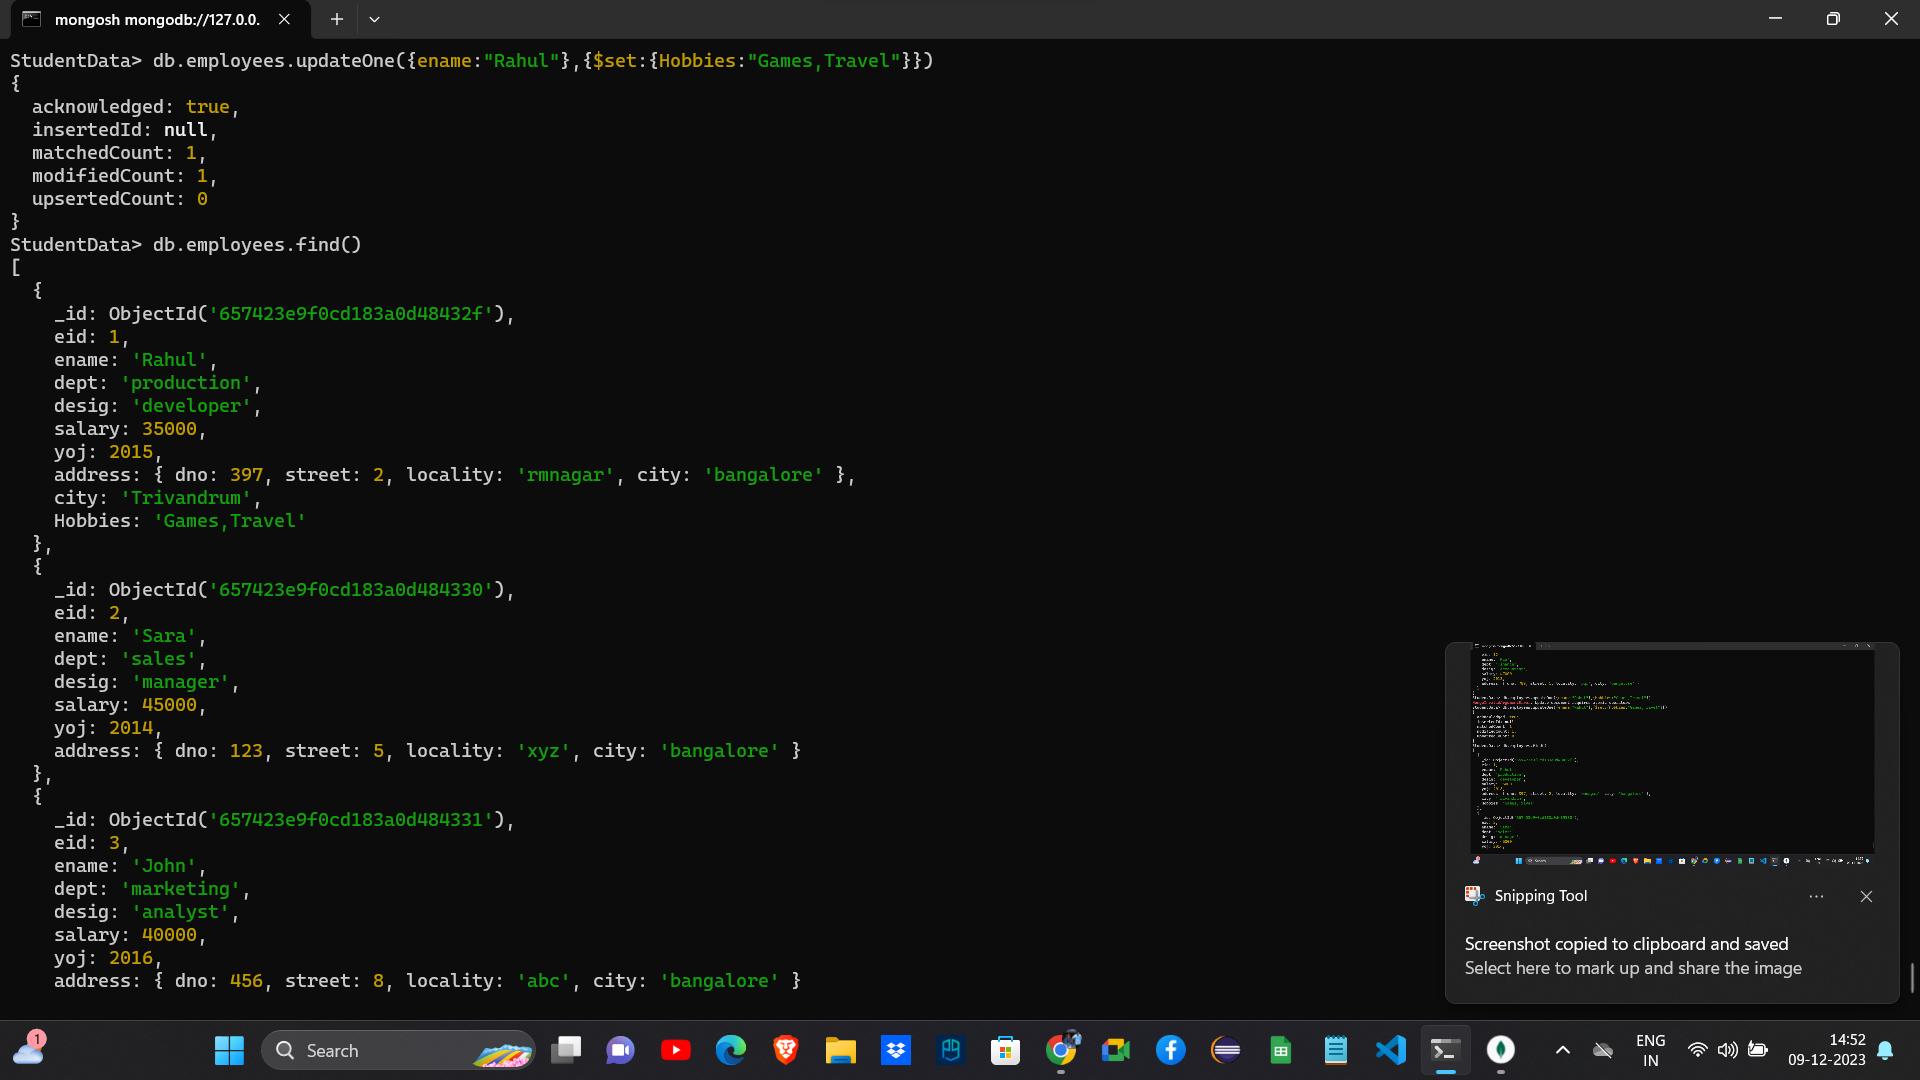 mongosh mongodb://127.0.0.
StudentData> db.employees.updateOne({ename:"Rahul"},{$set:{Hobbies:"Games,Travel"}})
{
  acknowledged: true,
  insertedId: null,
  matchedCount: 1,
  modifiedCount: 1,
  upsertedCount: 0
}
StudentData> db.employees.find()
[
  {
    _id: ObjectId('657423e9f0cd183a0d48432f'),
    eid: 1,
    ename: 'Rahul',
    dept: 'production',
    desig: 'developer',
    salary: 35000,
    yoj: 2015,
    address: { dno: 397, street: 2, locality: 'rmnagar', city: 'bangalore' },
    city: 'Trivandrum',
    Hobbies: 'Games,Travel'
  },
  {
    _id: ObjectId('657423e9f0cd183a0d484330'),
    eid: 2,
    ename: 'Sara',
    dept: 'sales',
    desig: 'manager',
    salary: 45000,
    yoj: 2014,
    address: { dno: 123, street: 5, locality: 'xyz', city: 'bangalore' }
  },
  {
    _id: ObjectId('657423e9f0cd183a0d484331'),
    eid: 3,
    ename: 'John',
    dept: 'marketing',
    desig: 'analyst',
    salary: 40000,
    yoj: 2016,
    address: { dno: 456, street: 8, locality: 'abc', city: 'bangalore' }
Snipping Tool
Screenshot copied to clipboard and saved
Select here to mark up and share the image
1
Search
ENG
IN
14:52
09-12-2023